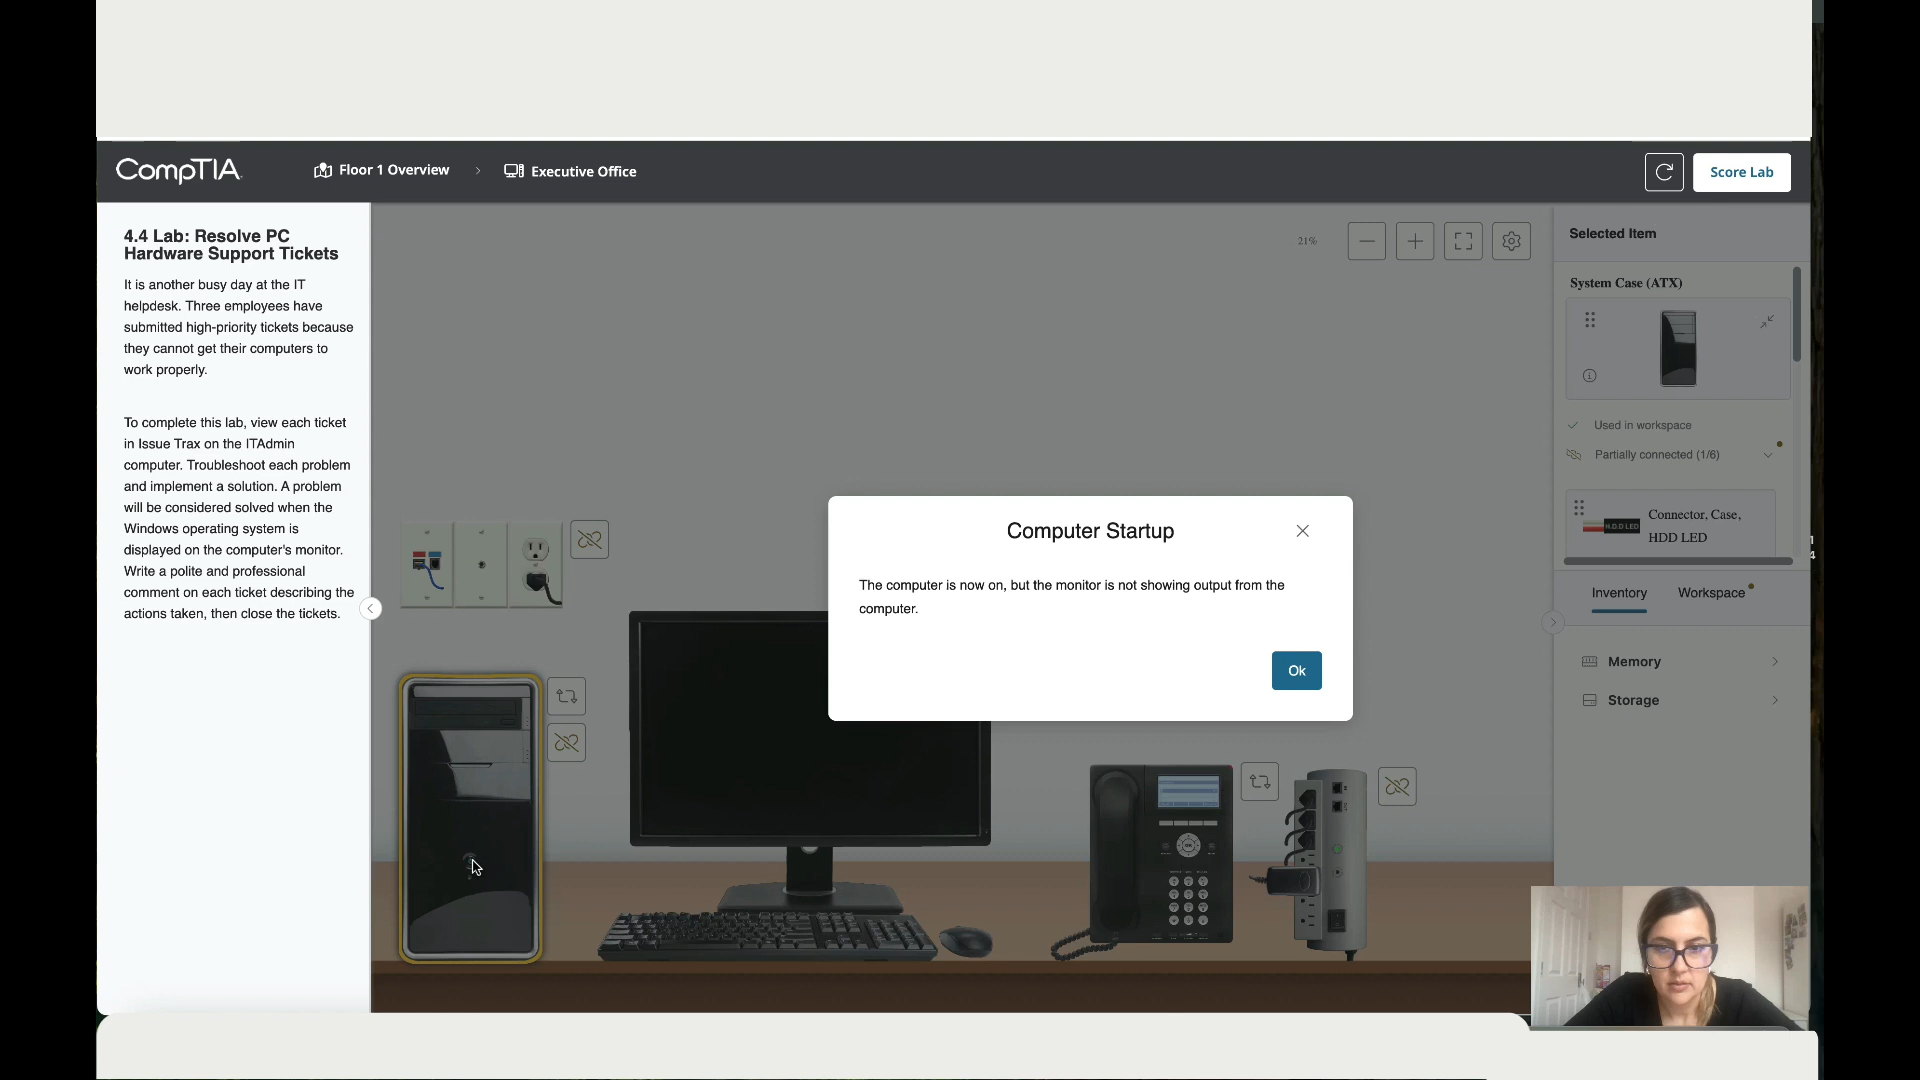 CompTIA
Floor 1 Overview
Executive Office
Score Lab
4.4 Lab: Resolve PC
Hardware Support Tickets
It is another busy day at the IT
helpdesk. Three employees have
submitted high-priority tickets because
they cannot get their computers to
work properly.
To complete this lab, view each ticket
in Issue Trax on the ITAdmin
computer. Troubleshoot each problem
and implement a solution. A problem
will be considered solved when the
Windows operating system is
displayed on the computer's monitor.
Write a polite and professional
comment on each ticket describing the
actions taken, then close the tickets.
21%
Computer Startup
The computer is now on, but the monitor is not showing output from the
computer.
Ok
Selected Item
System Case (ATX)
Used in workspace
Partially connected (1/6)
H.D.D LED
Connector, Case,
HDD LED
Inventory
Workspace
Memory
Storage